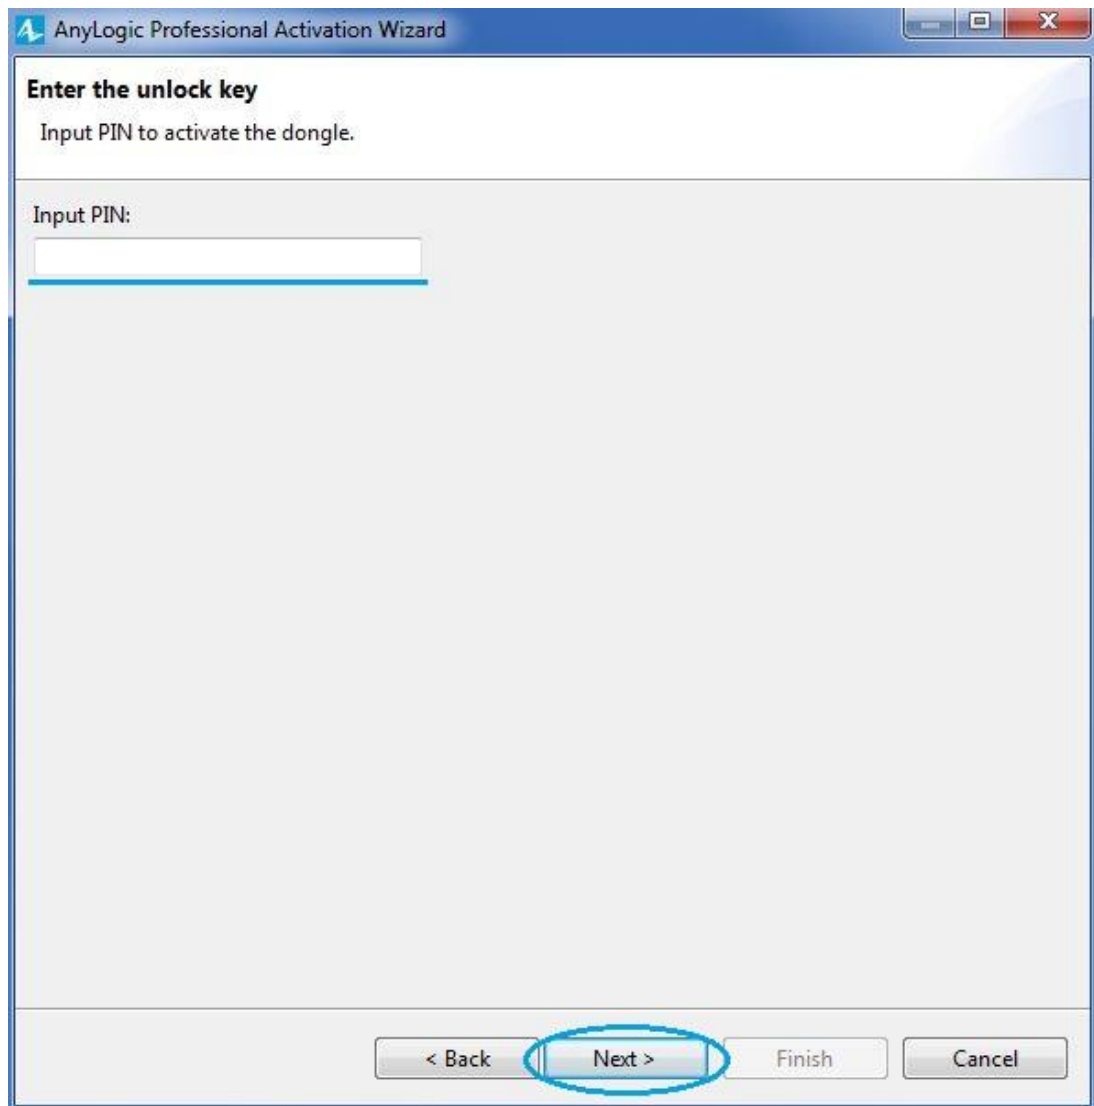 AnyLogic Professional Activation Wizard
Enter the unlock key
Input PIN to activate the dongle.
Input PIN:
< Back Next > Finish Cancel